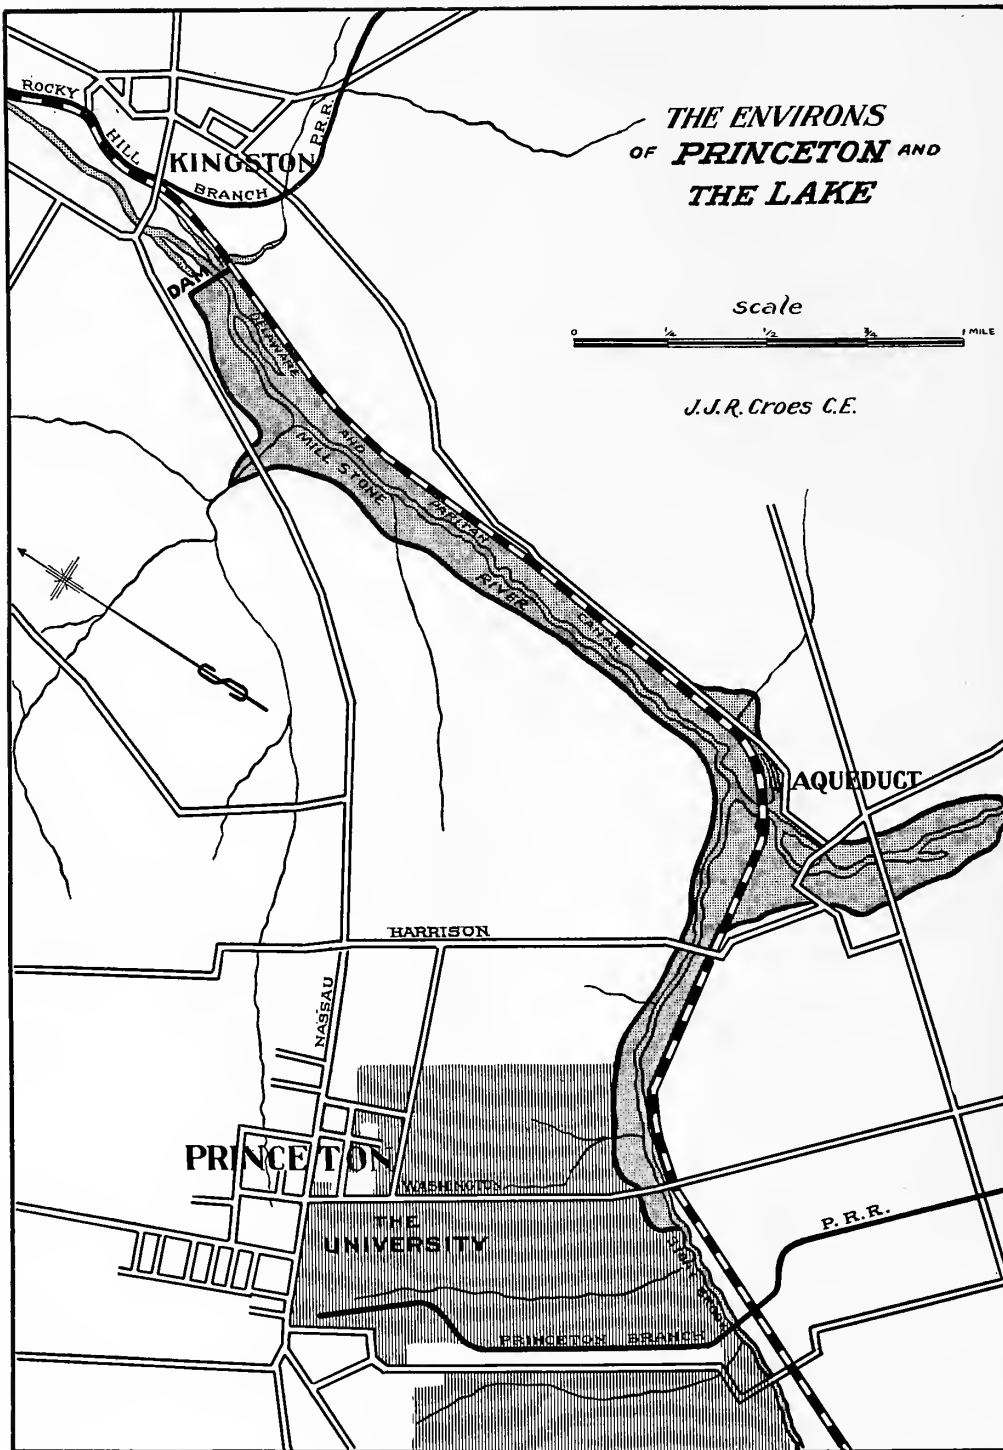 THE ENVIRONS
OF PRINCETON AND
THE LAKE
scale
0 1/4 1/2 3/4 1 MILE
J.J.R. Croes C.E.
ROCKY
HILL
BRANCH
P.R.R.
KINGSTON
DAM
DELAWARE
AND
RARITAN
CANAL
MILL STONE
RIVER
AQUEDUCT
HARRISON
NASSAU
PRINCETON
WASHINGTON
THE
UNIVERSITY
P.R.R.
PRINCETON BRANCH